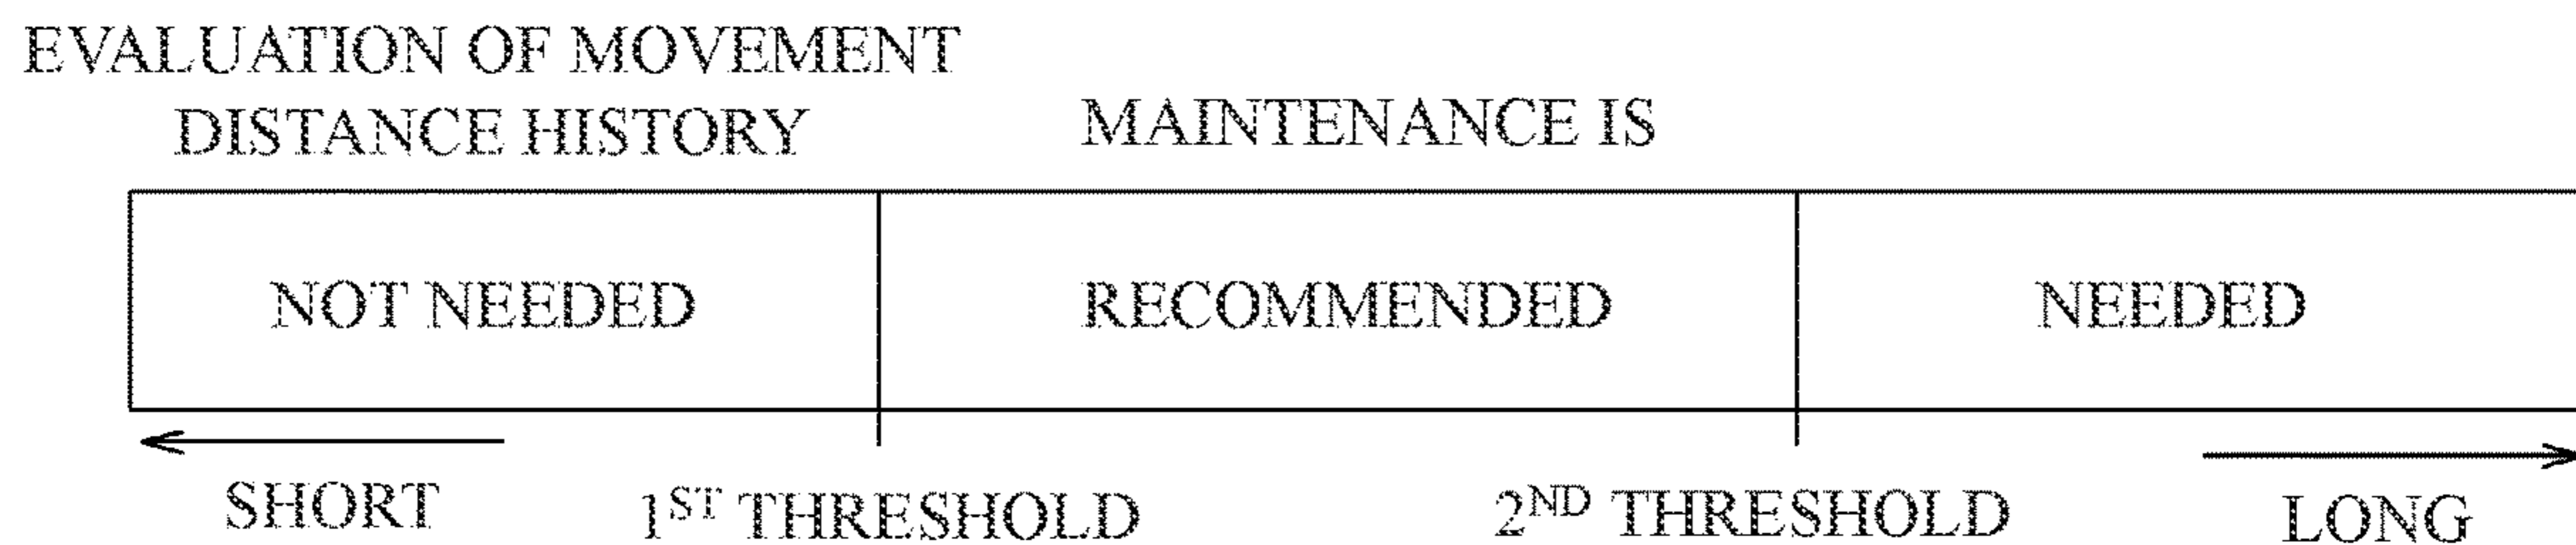 EVALUATION OF MOVEMENT
DISTANCE HISTORY
MAINTENANCE IS
NOT NEEDED RECOMMENDED NEEDED
SHORT 1ST THRESHOLD 2ND THRESHOLD LONG